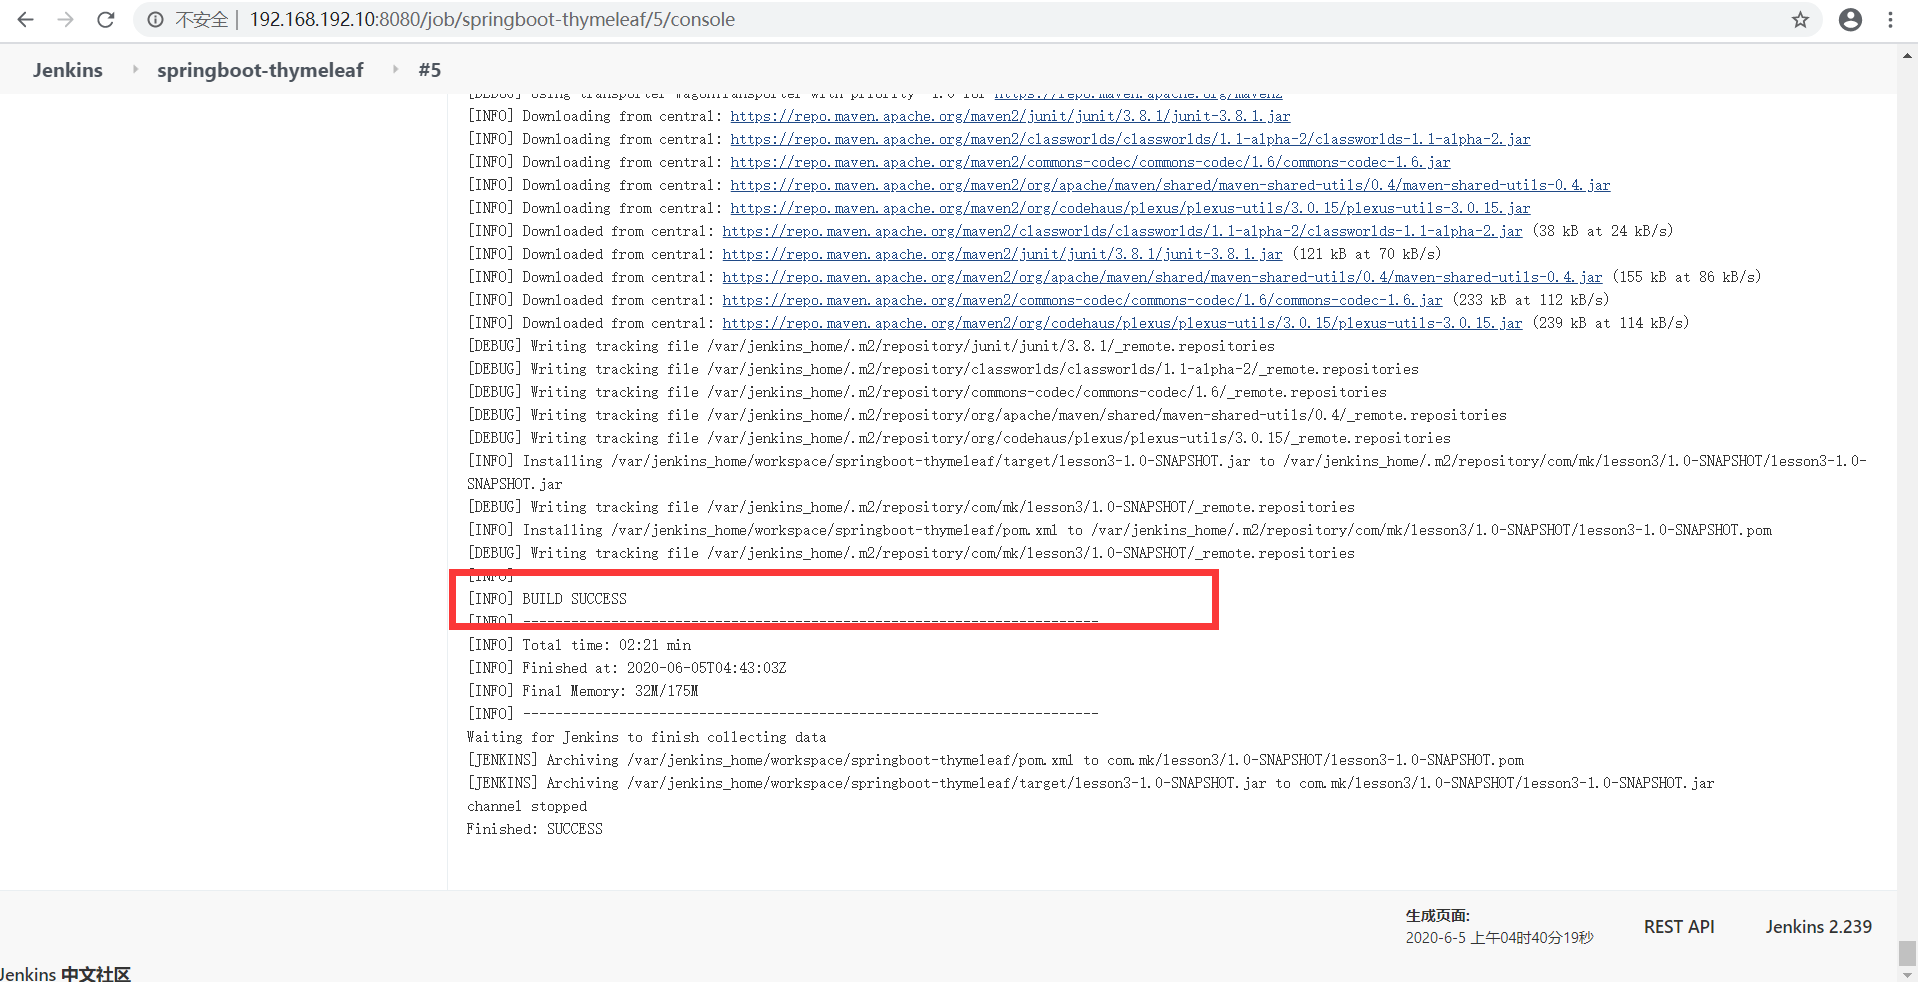 不安全 | 192.168.192.10:8080/job/springboot-thymeleaf/5/console
Jenkins springboot-thymeleaf #5
[DEBUG] Using transporter WagonTransporter with priority -1.0 for https://repo.maven.apache.org/maven2
[INFO] Downloading from central: https://repo.maven.apache.org/maven2/junit/junit/3.8.1/junit-3.8.1.jar
[INFO] Downloading from central: https://repo.maven.apache.org/maven2/classworlds/classworlds/1.1-alpha-2/classworlds-1.1-alpha-2.jar
[INFO] Downloading from central: https://repo.maven.apache.org/maven2/commons-codec/commons-codec/1.6/commons-codec-1.6.jar
[INFO] Downloading from central: https://repo.maven.apache.org/maven2/org/apache/maven/shared/maven-shared-utils/0.4/maven-shared-utils-0.4.jar
[INFO] Downloading from central: https://repo.maven.apache.org/maven2/org/codehaus/plexus/plexus-utils/3.0.15/plexus-utils-3.0.15.jar
[INFO] Downloaded from central: https://repo.maven.apache.org/maven2/classworlds/classworlds/1.1-alpha-2/classworlds-1.1-alpha-2.jar (38 kB at 24 kB/s)
[INFO] Downloaded from central: https://repo.maven.apache.org/maven2/junit/junit/3.8.1/junit-3.8.1.jar (121 kB at 70 kB/s)
[INFO] Downloaded from central: https://repo.maven.apache.org/maven2/org/apache/maven/shared/maven-shared-utils/0.4/maven-shared-utils-0.4.jar (155 kB at 86 kB/s)
[INFO] Downloaded from central: https://repo.maven.apache.org/maven2/commons-codec/commons-codec/1.6/commons-codec-1.6.jar (233 kB at 112 kB/s)
[INFO] Downloaded from central: https://repo.maven.apache.org/maven2/org/codehaus/plexus/plexus-utils/3.0.15/plexus-utils-3.0.15.jar (239 kB at 114 kB/s)
[DEBUG] Writing tracking file /var/jenkins_home/.m2/repository/junit/junit/3.8.1/_remote.repositories
[DEBUG] Writing tracking file /var/jenkins_home/.m2/repository/classworlds/classworlds/1.1-alpha-2/_remote.repositories
[DEBUG] Writing tracking file /var/jenkins_home/.m2/repository/commons-codec/commons-codec/1.6/_remote.repositories
[DEBUG] Writing tracking file /var/jenkins_home/.m2/repository/org/apache/maven/shared/maven-shared-utils/0.4/_remote.repositories
[DEBUG] Writing tracking file /var/jenkins_home/.m2/repository/org/codehaus/plexus/plexus-utils/3.0.15/_remote.repositories
[INFO] Installing /var/jenkins_home/workspace/springboot-thymeleaf/target/lesson3-1.0-SNAPSHOT.jar to /var/jenkins_home/.m2/repository/com/mk/lesson3/1.0-SNAPSHOT/lesson3-1.0-
SNAPSHOT.jar
[DEBUG] Writing tracking file /var/jenkins_home/.m2/repository/com/mk/lesson3/1.0-SNAPSHOT/_remote.repositories
[INFO] Installing /var/jenkins_home/workspace/springboot-thymeleaf/pom.xml to /var/jenkins_home/.m2/repository/com/mk/lesson3/1.0-SNAPSHOT/lesson3-1.0-SNAPSHOT.pom
[DEBUG] Writing tracking file /var/jenkins_home/.m2/repository/com/mk/lesson3/1.0-SNAPSHOT/_remote.repositories
[INFO]
[INFO] BUILD SUCCESS
[INFO] ------------------------------------------------------------------------
[INFO] Total time: 02:21 min
[INFO] Finished at: 2020-06-05T04:43:03Z
[INFO] Final Memory: 32M/175M
[INFO] ------------------------------------------------------------------------
Waiting for Jenkins to finish collecting data
[JENKINS] Archiving /var/jenkins_home/workspace/springboot-thymeleaf/pom.xml to com.mk/lesson3/1.0-SNAPSHOT/lesson3-1.0-SNAPSHOT.pom
[JENKINS] Archiving /var/jenkins_home/workspace/springboot-thymeleaf/target/lesson3-1.0-SNAPSHOT.jar to com.mk/lesson3/1.0-SNAPSHOT/lesson3-1.0-SNAPSHOT.jar
channel stopped
Finished: SUCCESS
生成页面:
2020-6-5 上午04时40分19秒
REST API
Jenkins 2.239
Jenkins 中文社区